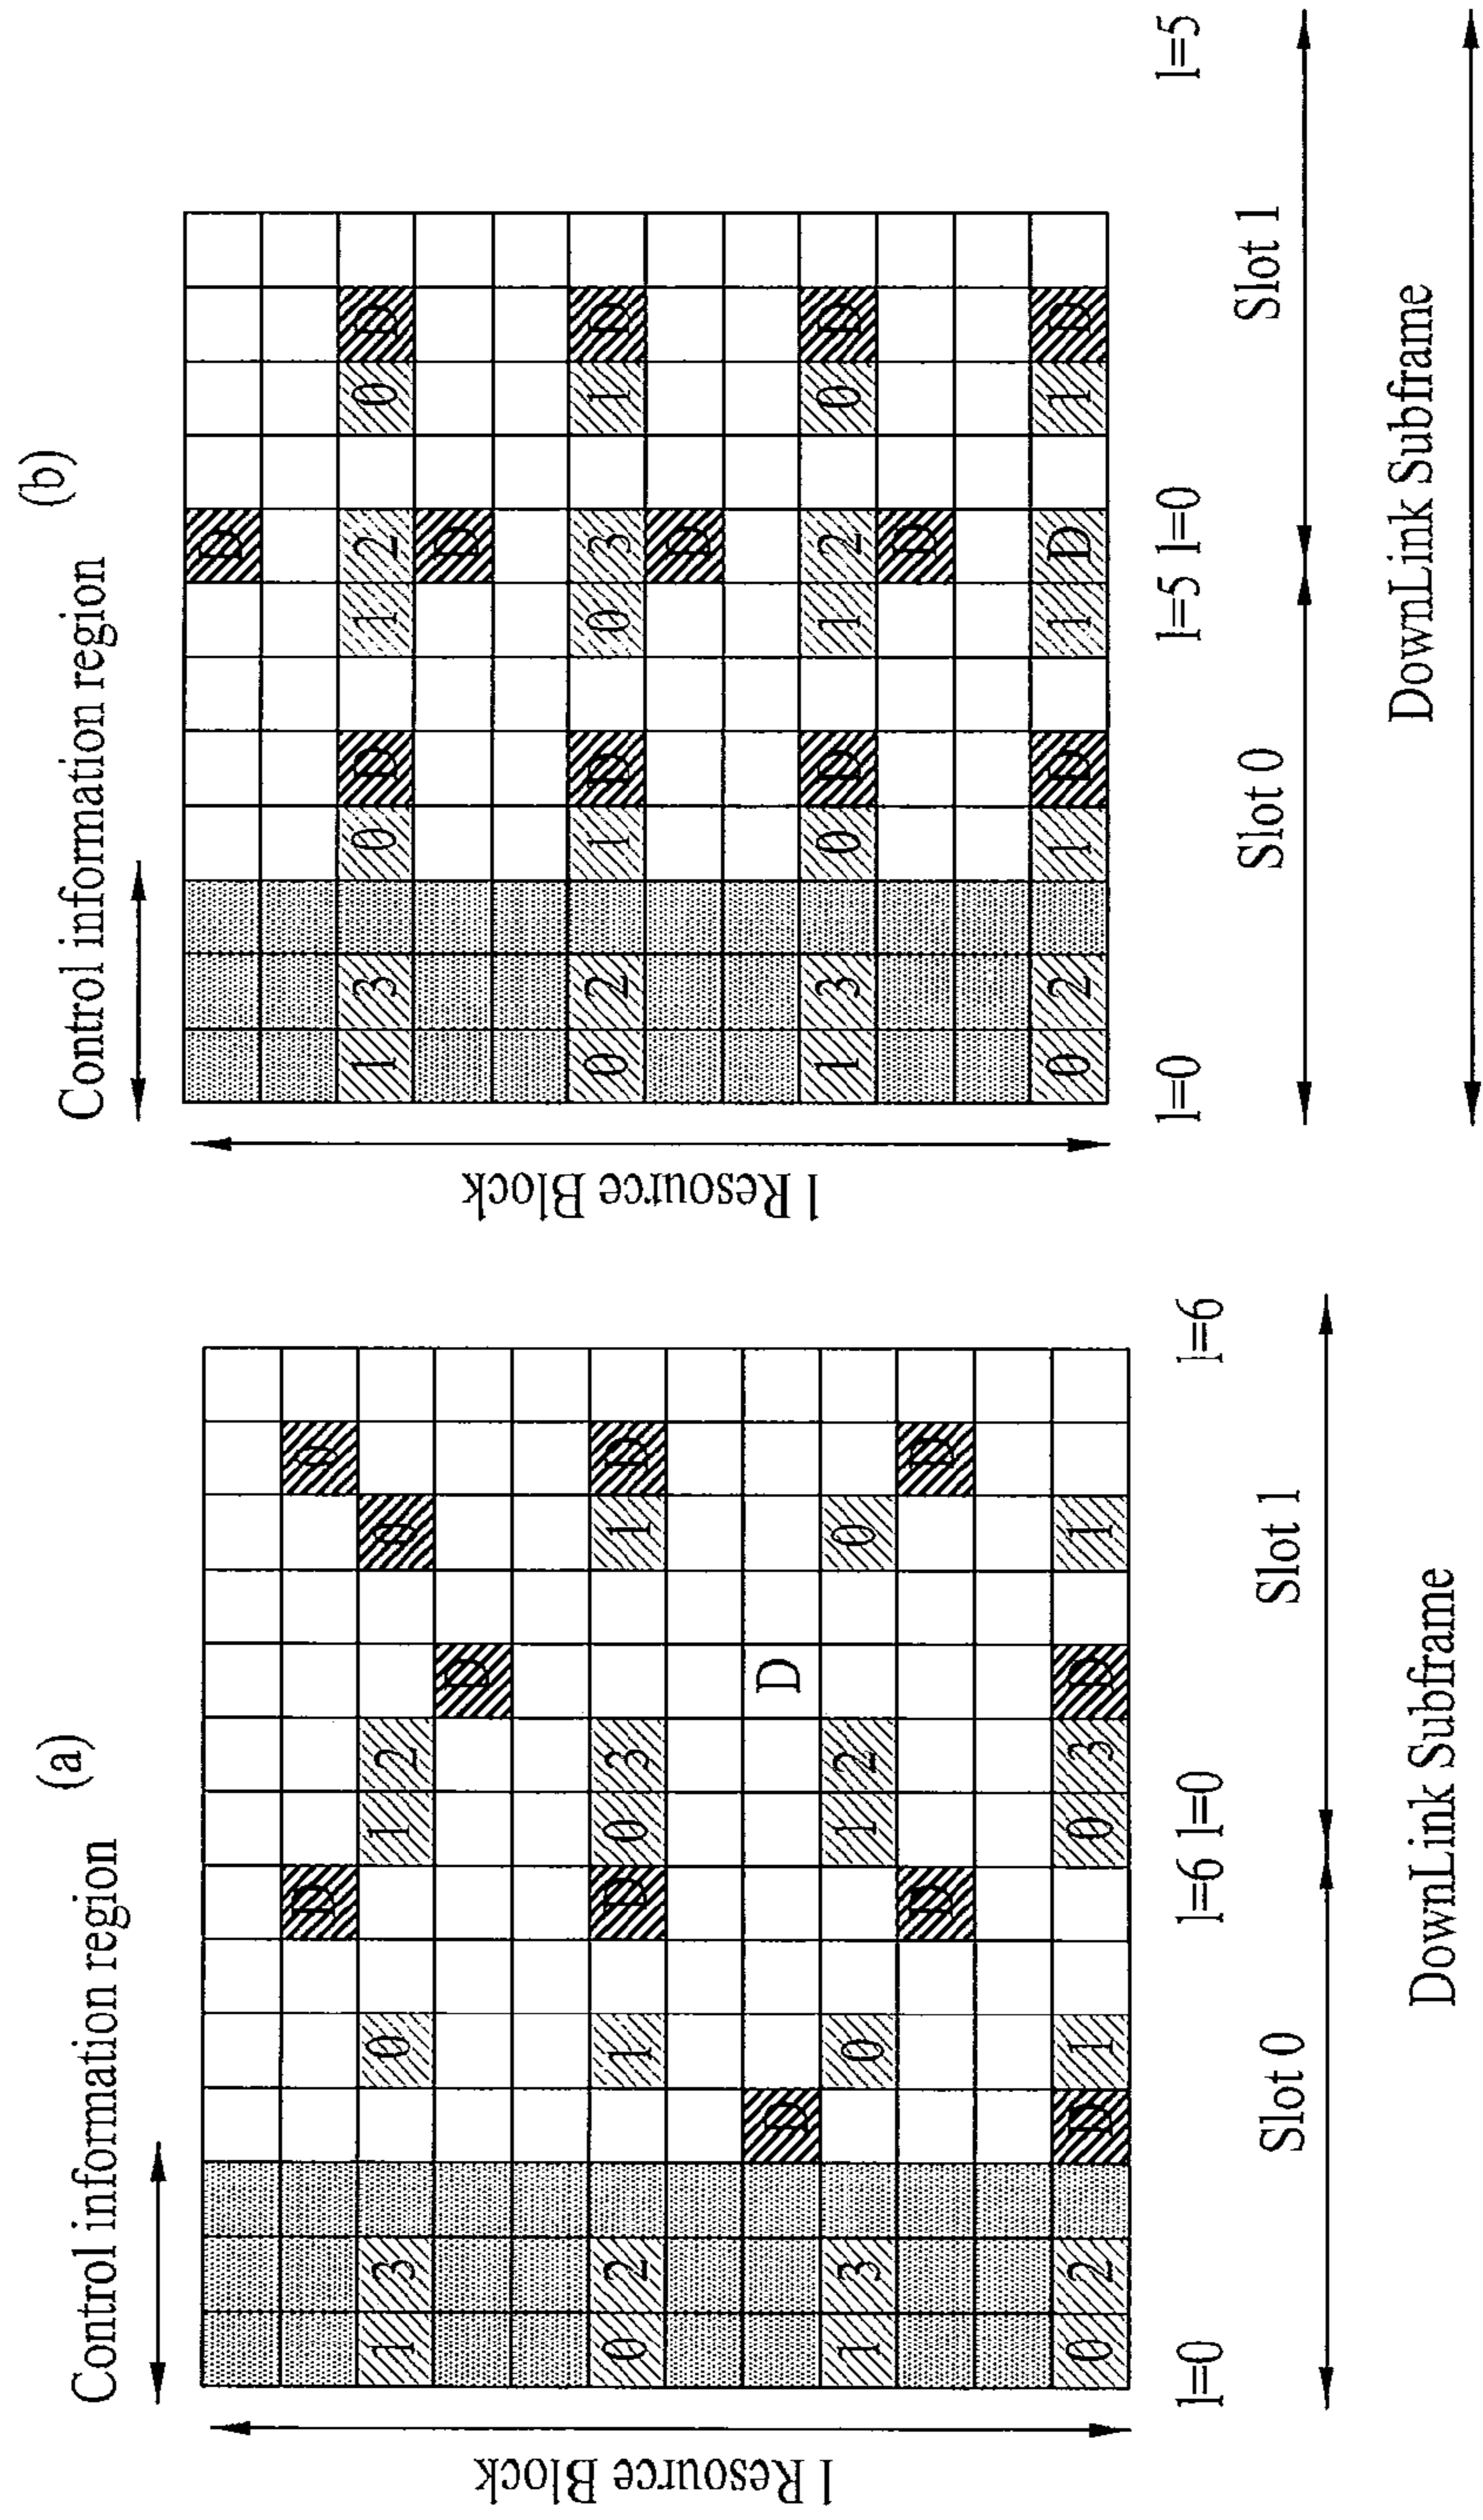 (a)
Control information region
1 Resource Block
D D
1 3 0 1 2 D
D
0 2 1 D 0 3 1 D
D D
1 3 0 1 2 0
D D
0 2 D 1 0 3 D 1
l=0 l=6 l=0 l=6
Slot 0 Slot 1
DownLink Subframe
(b)
Control information region
1 Resource Block
D
1 3 0 D 1 2 0 D
D
0 2 1 D 0 3 1 D
D
1 3 0 D 1 2 0 D
D
0 2 1 D 1 D 1 D
l=0 l=5 l=0 l=5
Slot 0 Slot 1
DownLink Subframe